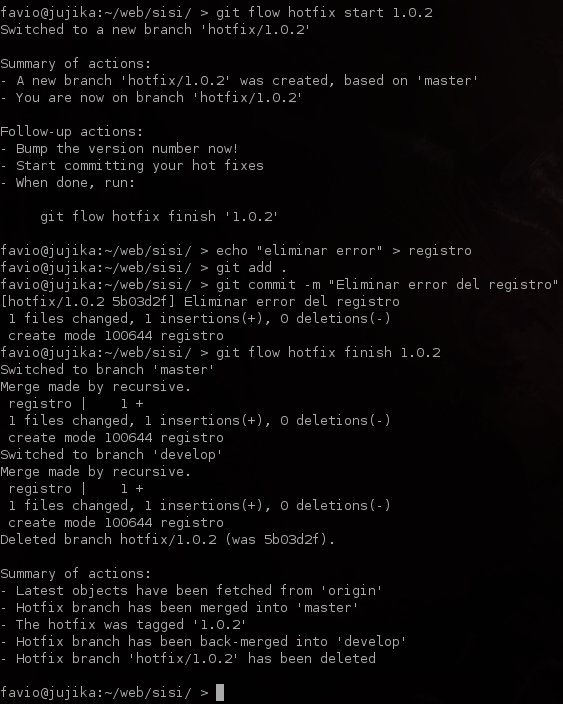 favio@jujika:~/web/sisi/ > git flow hotfix start 1.0.2
Switched to a new branch 'hotfix/1.0.2'
Summary of actions:
- A new branch 'hotfix/1.0.2' was created, based on 'master'
- You are now on branch 'hotfix/1.0.2'
Follow-up actions:
- Bump the version number now!
- Start committing your hot fixes
- When done, run:
git flow hotfix finish '1.0.2'
favio@jujika:~/web/sisi/ > echo "eliminar error" > registro
favio@jujika:~/web/sisi/ > git add .
favio@jujika:~/web/sisi/ > git commit -m "Eliminar error del registro"
[hotfix/1.0.2 5b03d2f] Eliminar error del registro
1 files changed, 1 insertions(+), 0 deletions(-)
create mode 100644 registro
favio@jujika:~/web/sisi/ > git flow hotfix finish 1.0.2
Switched to branch 'master'
Merge made by recursive.
registro |    1 +
1 files changed, 1 insertions(+), 0 deletions(-)
create mode 100644 registro
Switched to branch 'develop'
Merge made by recursive.
registro |    1 +
1 files changed, 1 insertions(+), 0 deletions(-)
create mode 100644 registro
Deleted branch hotfix/1.0.2 (was 5b03d2f).
Summary of actions:
- Latest objects have been fetched from 'origin'
- Hotfix branch has been merged into 'master'
- The hotfix was tagged '1.0.2'
- Hotfix branch has been back-merged into 'develop'
- Hotfix branch 'hotfix/1.0.2' has been deleted
favio@jujika:~/web/sisi/ >